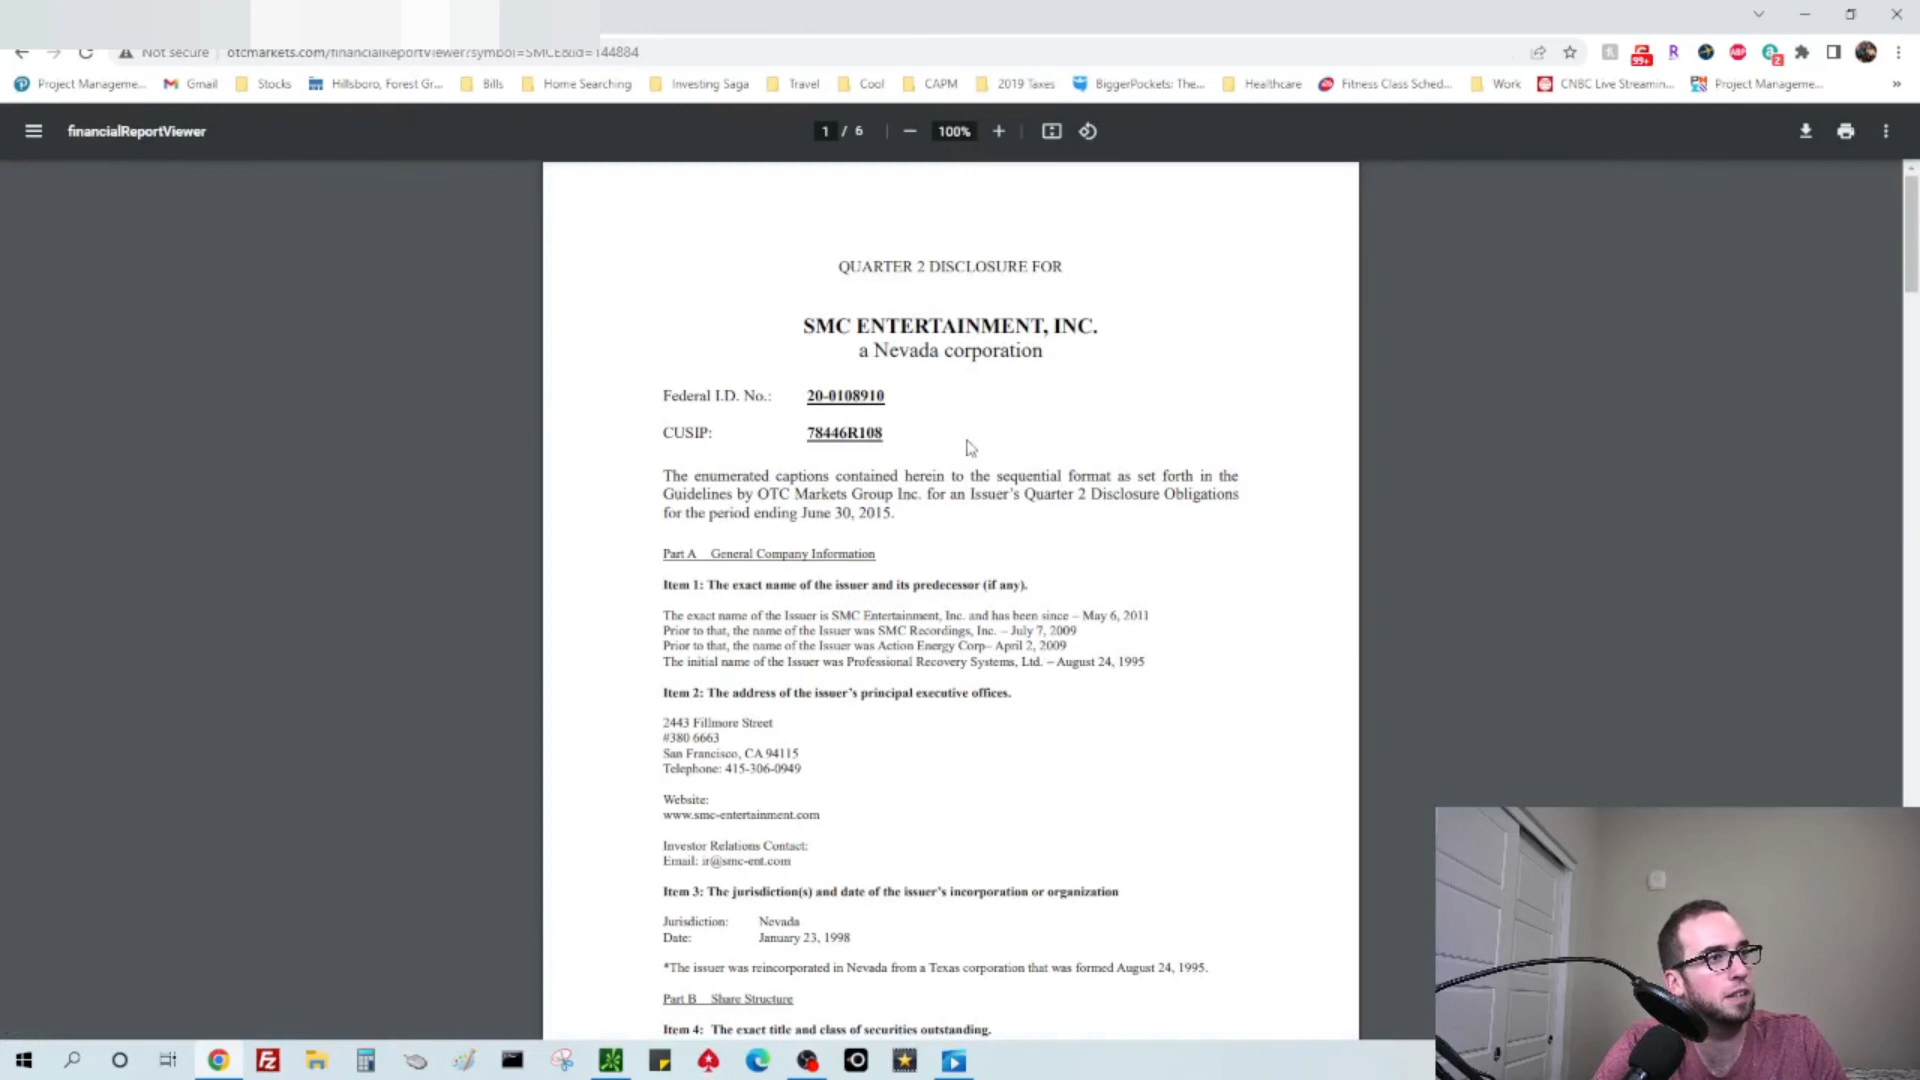 Not secure
otcmarkets.com/financialReportViewer?symbol=SMCE&id=144884
99+
R
ABP
2
Project Manageme...
Gmail
Stocks
Hillsboro, Forest Gr...
Bills
Home Searching
Investing Saga
Travel
Cool
CAPM
2019 Taxes
BiggerPockets: The...
Healthcare
Fitness Class Sched...
Work
CNBC Live Streamin...
Project Manageme...
»
financialReportViewer
1 / 6
100%
QUARTER 2 DISCLOSURE FOR
SMC ENTERTAINMENT, INC.
a Nevada corporation
Federal I.D. No.: 20-0108910
CUSIP: 78446R108
The enumerated captions contained herein to the sequential format as set forth in the
Guidelines by OTC Markets Group Inc. for an Issuer's Quarter 2 Disclosure Obligations
for the period ending June 30, 2015.
Part A General Company Information
Item 1: The exact name of the issuer and its predecessor (if any).
The exact name of the Issuer is SMC Entertainment, Inc. and has been since – May 6, 2011
Prior to that, the name of the Issuer was SMC Recordings, Inc. – July 7, 2009
Prior to that, the name of the Issuer was Action Energy Corp– April 2, 2009
The initial name of the Issuer was Professional Recovery Systems, Ltd. – August 24, 1995
Item 2: The address of the issuer's principal executive offices.
2443 Fillmore Street
#380 6663
San Francisco, CA 94115
Telephone: 415-306-0949
Website:
www.smc-entertainment.com
Investor Relations Contact:
Email: ir@smc-ent.com
Item 3: The jurisdiction(s) and date of the issuer's incorporation or organization
Jurisdiction: Nevada
Date: January 23, 1998
*The issuer was reincorporated in Nevada from a Texas corporation that was formed August 24, 1995.
Part B Share Structure
Item 4: The exact title and class of securities outstanding.
FZ